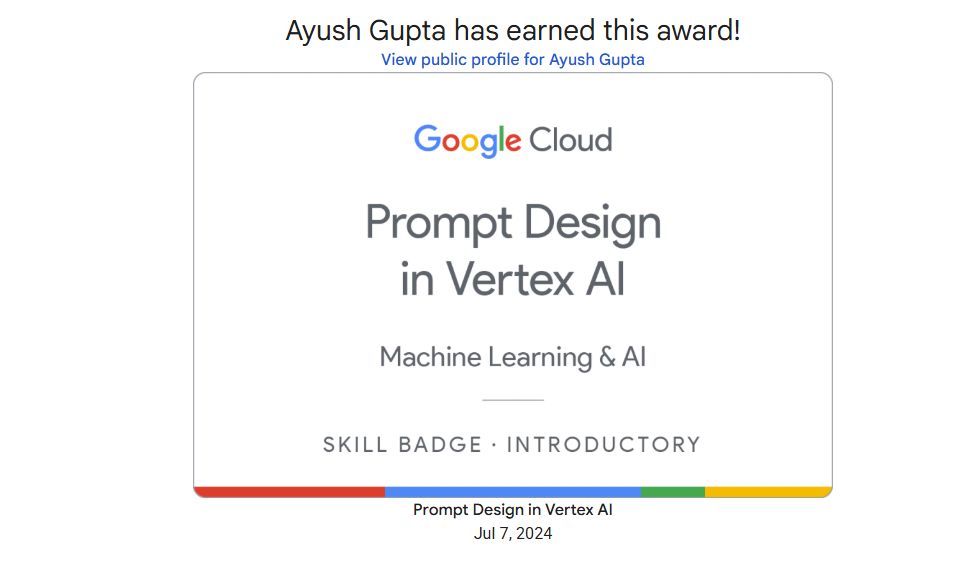 Ayush Gupta has earned this award!
View public profile for Ayush Gupta
Google Cloud
Prompt Design
in Vertex AI
Machine Learning & AI
SKILL BADGE · INTRODUCTORY
Prompt Design in Vertex AI
Jul 7, 2024